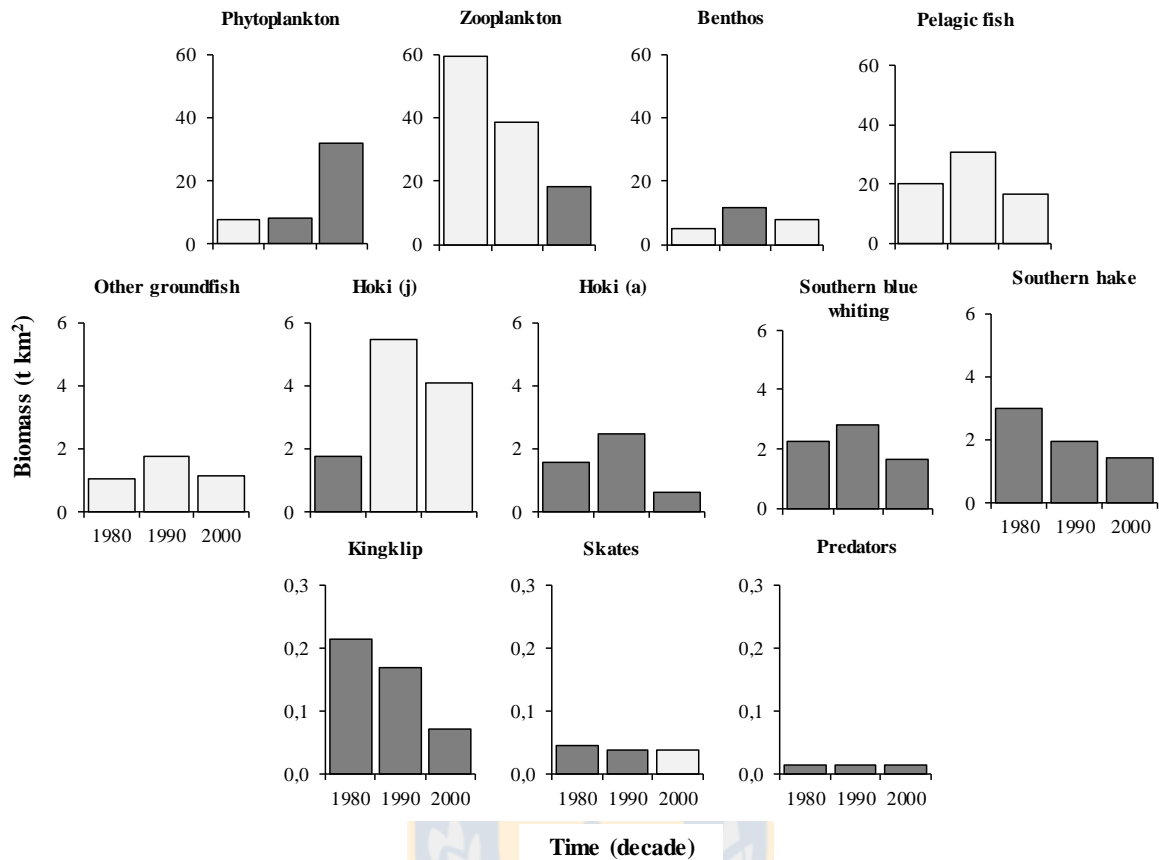 Phytoplankton
60
40
20
0
Zooplankton
60
40
20
0
Benthos
60
40
20
0
Pelagic fish
60
40
20
0
Biomass (t km²)
Other groundfish
6
4
2
0
1980 1990 2000
Hoki (j)
6
4
2
0
Hoki (a)
6
4
2
0
Southern blue
whiting
6
4
2
0
Southern hake
6
4
2
0
1980 1990 2000
Kingklip
0,3
0,2
0,1
0,0
1980 1990 2000
Skates
0,3
0,2
0,1
0,0
1980 1990 2000
Predators
0,3
0,2
0,1
0,0
1980 1990 2000
Time (decade)